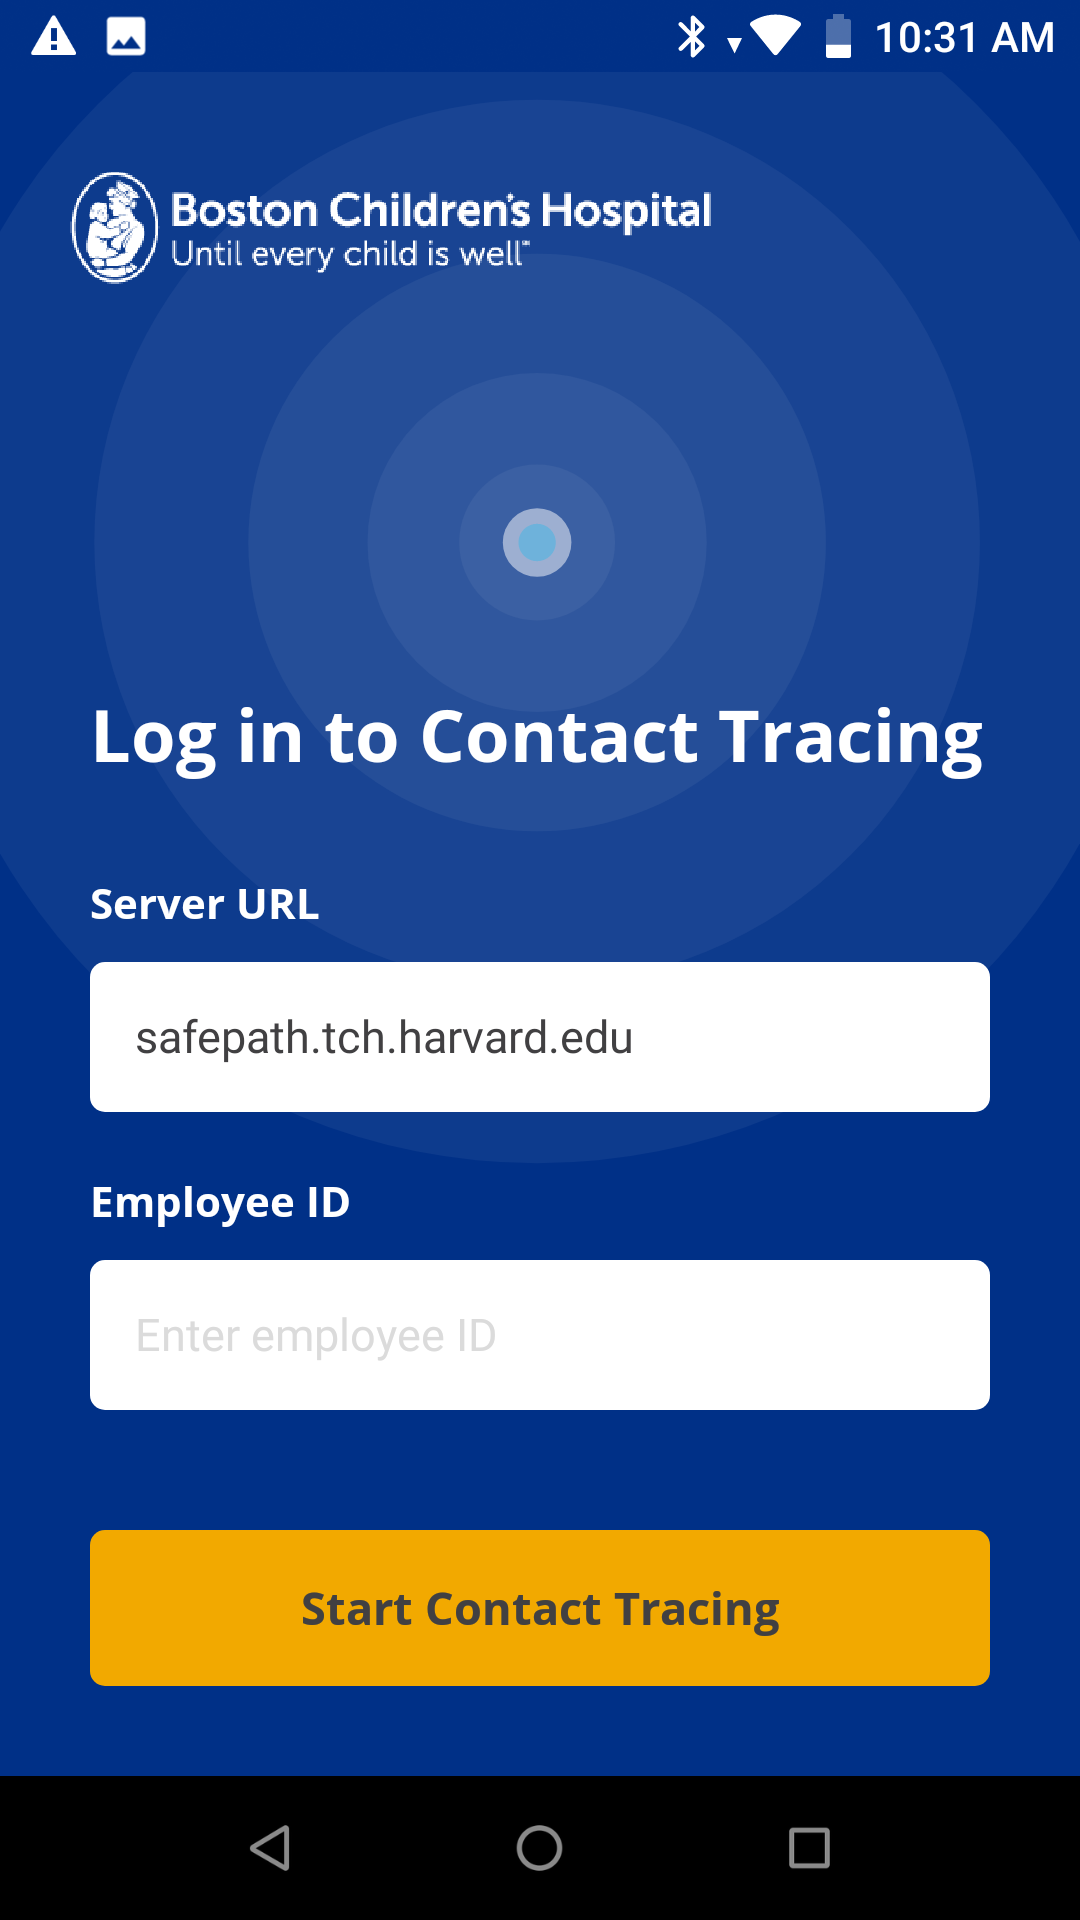 10:31 AM
Boston Children's Hospital
Until every child is well℠
Log in to Contact Tracing
Server URL
safepath.tch.harvard.edu
Employee ID
Enter employee ID
Start Contact Tracing